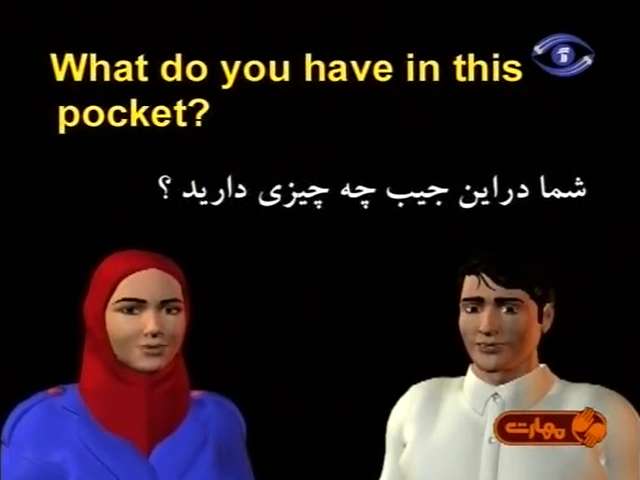 What do you have in this
pocket?
شما دراین جیب چه چیزی دارید ؟
مهارت